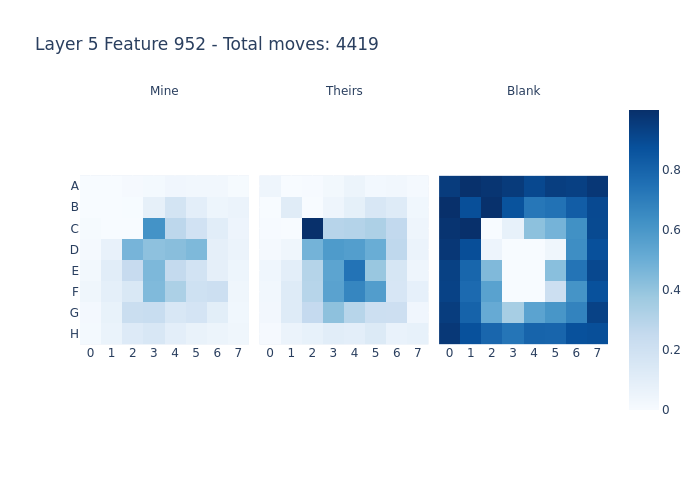 Layer 5 Feature 952 - Total moves: 4419
Mine Theirs Blank
A
B
C
D
E
F
G
H
0 1 2 3 4 5 6 7 0 1 2 3 4 5 6 7 0 1 2 3 4 5 6 7
0.8
0.6
0.4
0.2
0